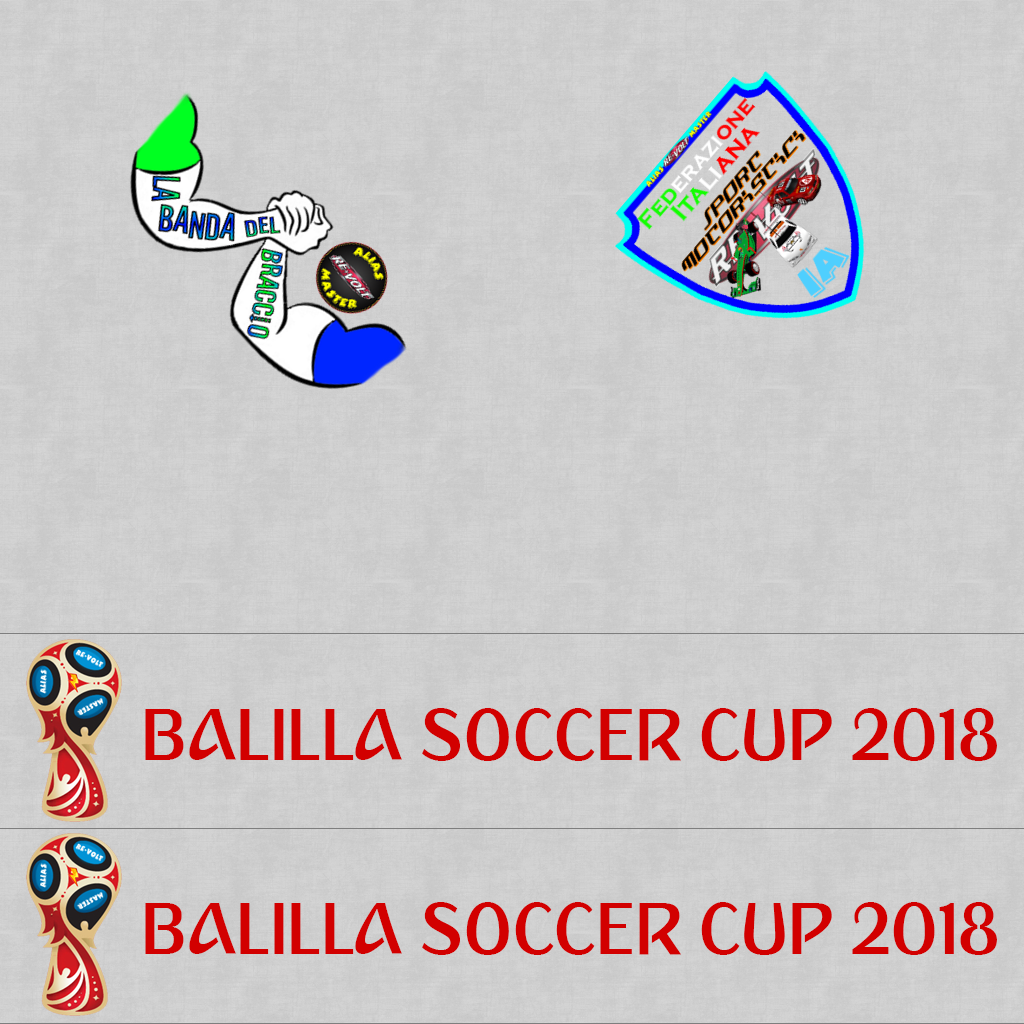 LA
BANDA DEL
BRACCIO
ALIAS
RE-VOLT
MASTER
ALIAS RE-VOLT MASTER
FEDERAZIONE
ITALIANA
SPORT
MOTORISTICI
IA
RE-VOLT
ALIAS
MASTER
BALILLA SOCCER CUP 2018
RE-VOLT
ALIAS
MASTER
BALILLA SOCCER CUP 2018